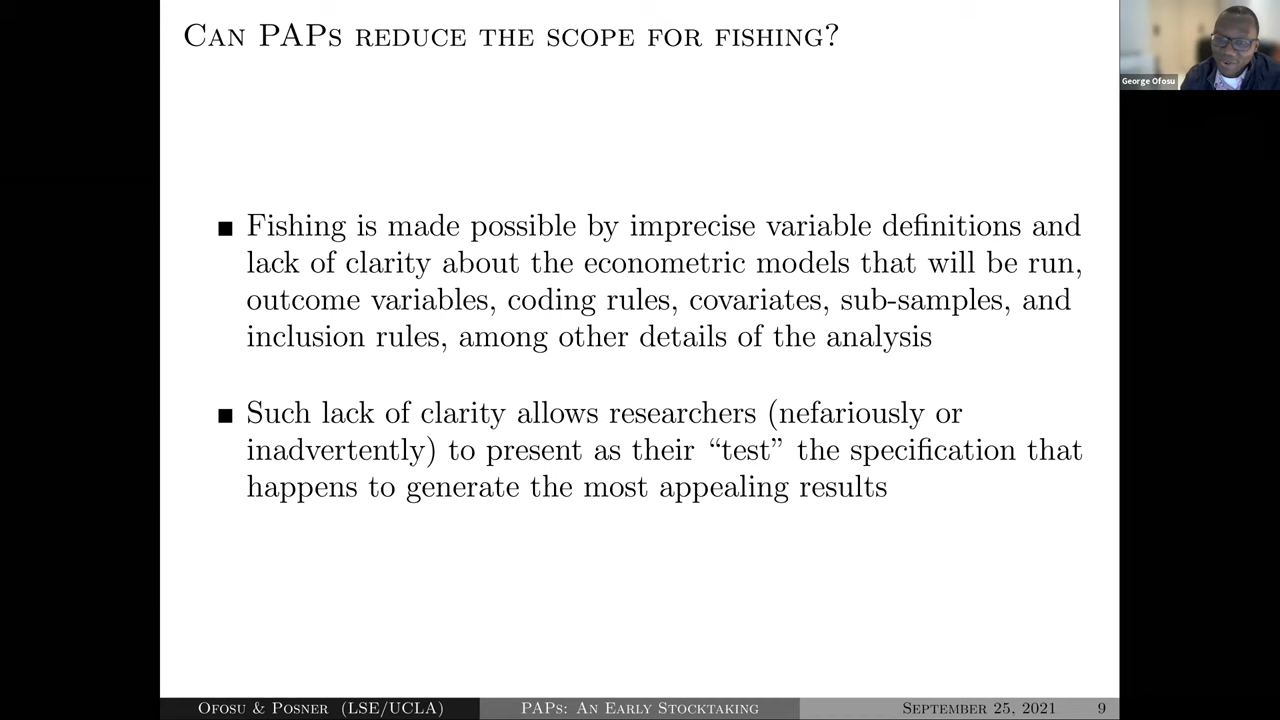 Can PAPs reduce the scope for fishing?
George Ofosu
■ Fishing is made possible by imprecise variable definitions and
lack of clarity about the econometric models that will be run,
outcome variables, coding rules, covariates, sub-samples, and
inclusion rules, among other details of the analysis
■ Such lack of clarity allows researchers (nefariously or
inadvertently) to present as their “test” the specification that
happens to generate the most appealing results
Ofosu & Posner (LSE/UCLA) PAPs: An Early Stocktaking September 25, 2021 9